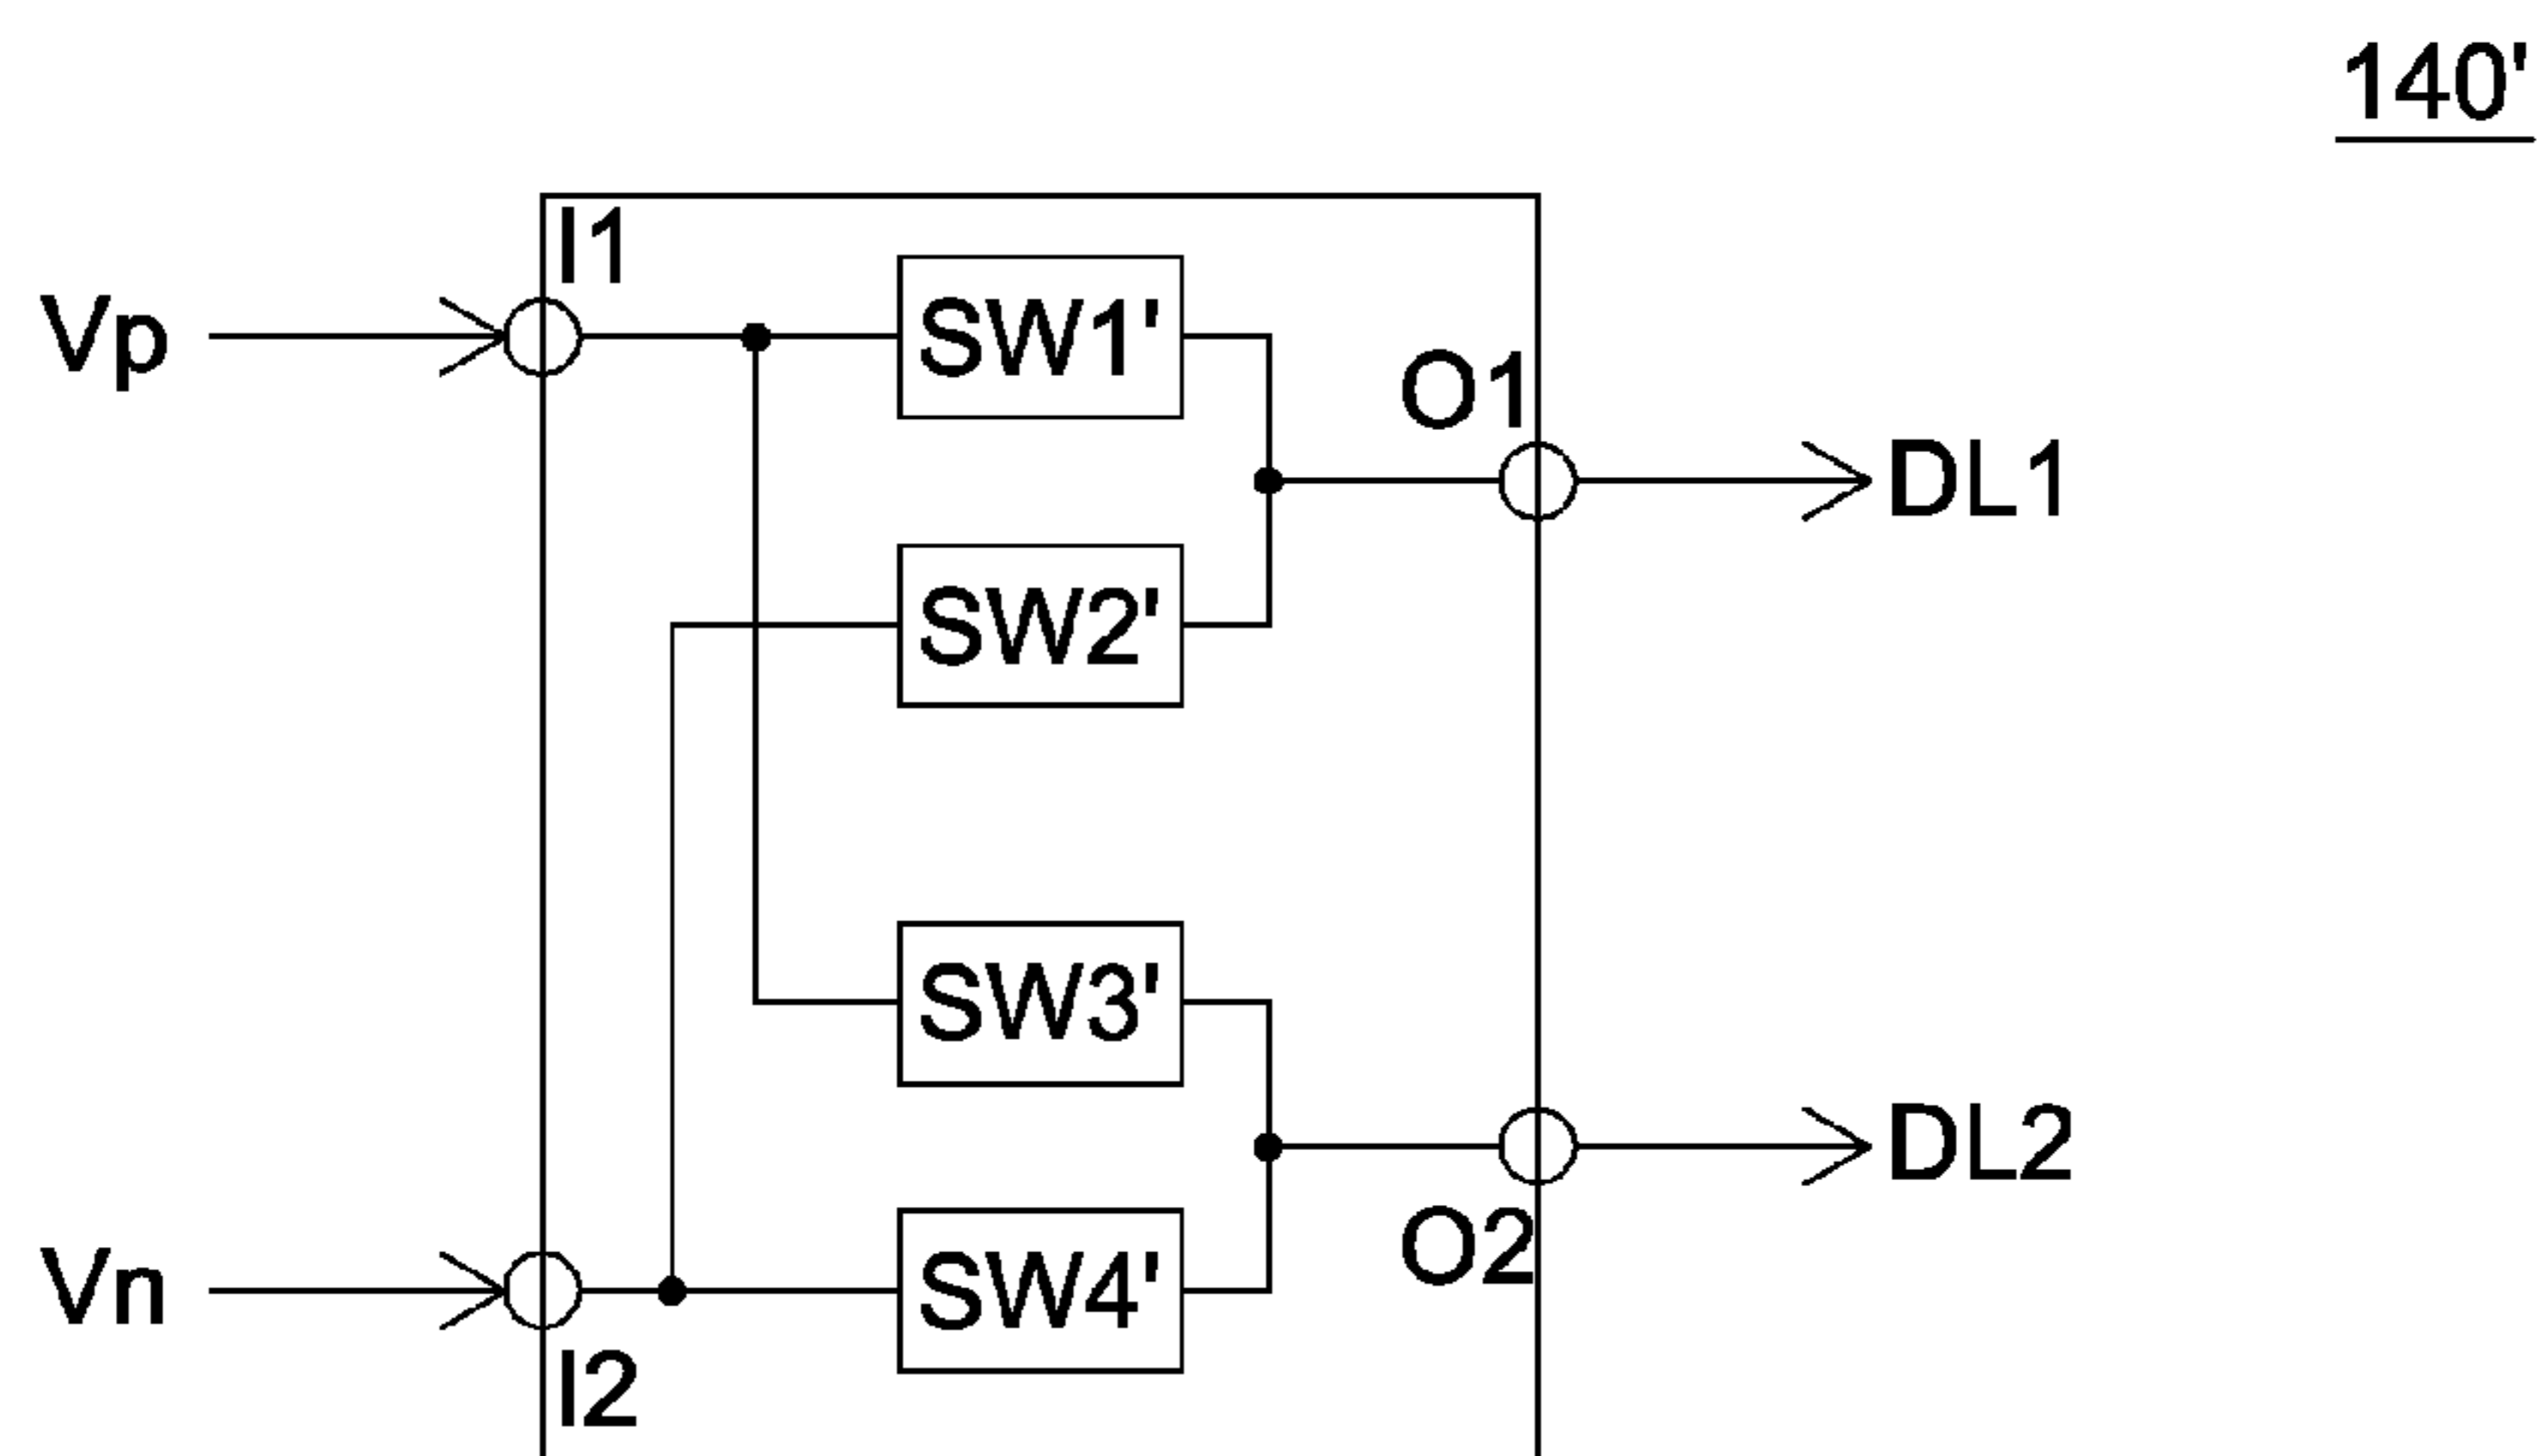 140'
I1
Vp
SW1'
O1
DL1
SW2'
SW3'
DL2
O2
Vn
SW4'
I2